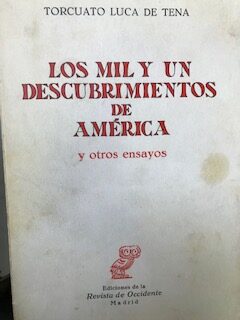 TORCUATO LUCA DE TENA
LOS MIL Y UN
DESCUBRIMIENTOS
DE
AMÉRICA
y otros ensayos
Ediciones de la
Revista de Occidente
Madrid